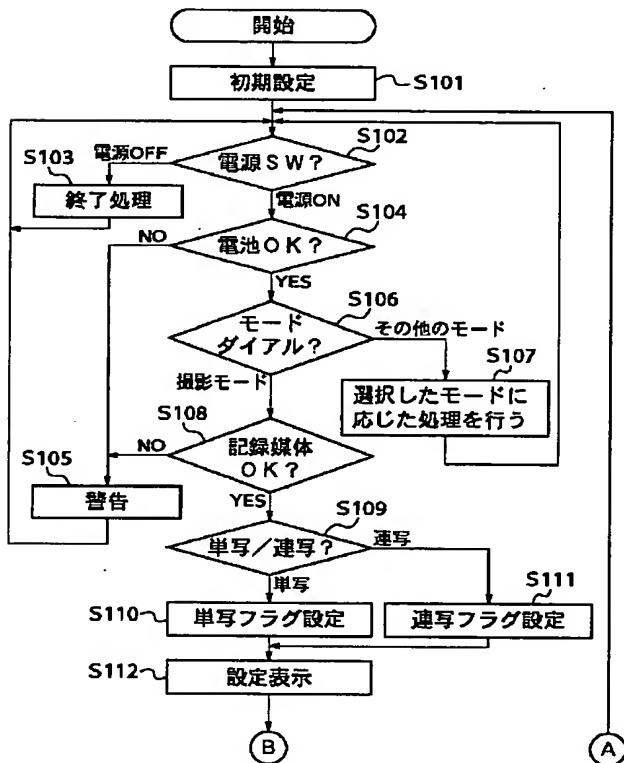 開始
初期設定
S101
S102
電源SW?
電源OFF
S103
終了処理
電源ON
S104
電池OK?
NO
YES
S106
モード
ダイアル?
その他のモード
S107
選択したモードに
応じた処理を行う
撮影モード
S108
記録媒体
OK?
NO
S105
警告
YES
S109
単写/連写?
連写
単写
S110
単写フラグ設定
S111
連写フラグ設定
S112
設定表示
B
A